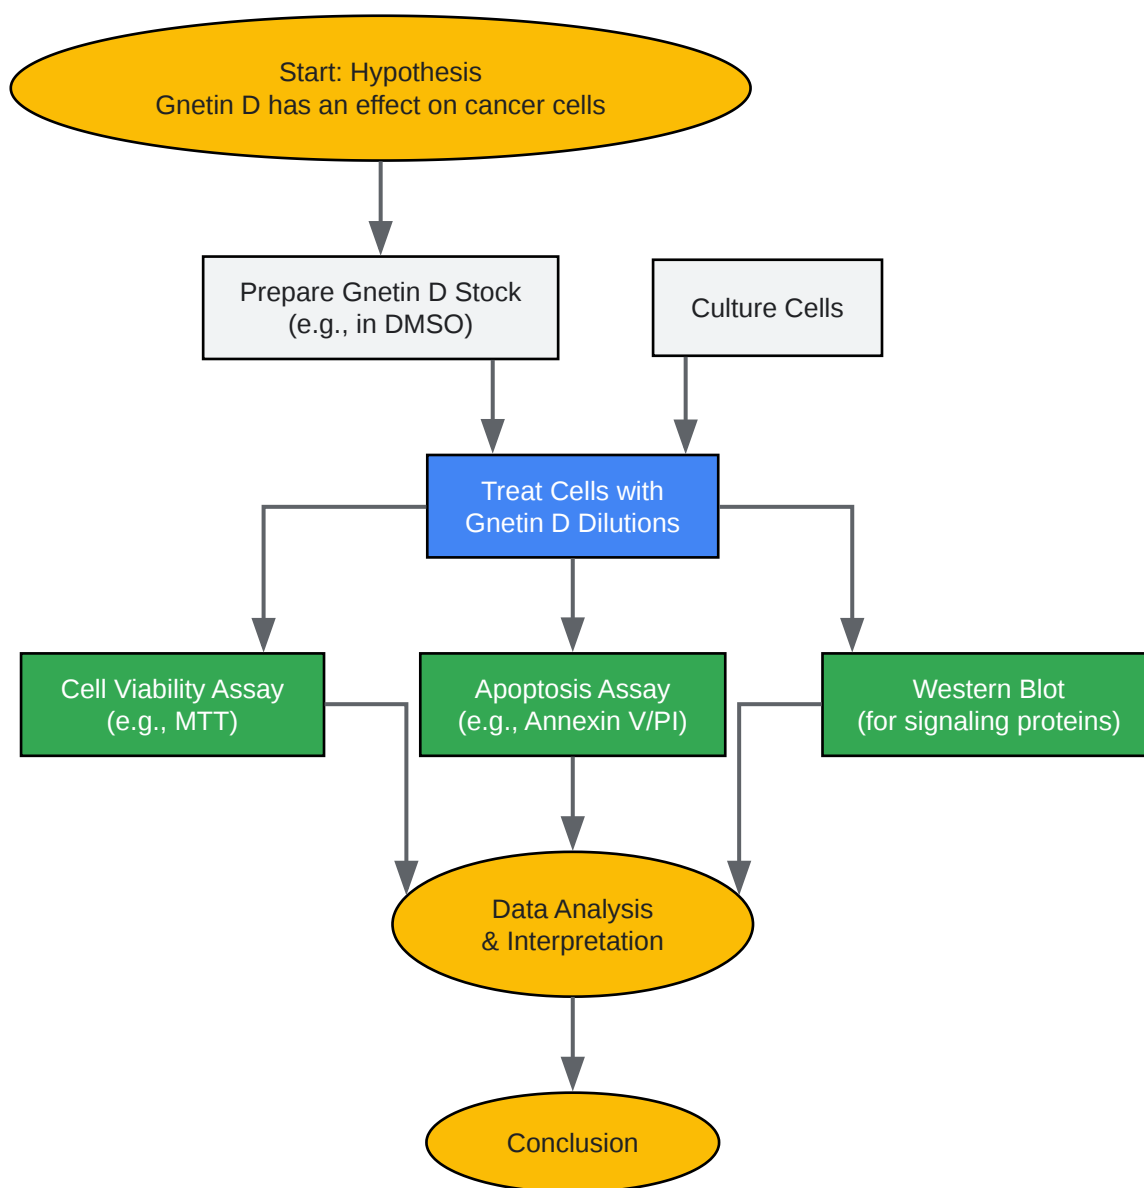 Start: Hypothesis
Gnetin D has an effect on cancer cells
Prepare Gnetin D Stock
(e.g., in DMSO)
Culture Cells
Treat Cells with
Gnetin D Dilutions
Cell Viability Assay
(e.g., MTT)
Apoptosis Assay
(e.g., Annexin V/PI)
Western Blot
(for signaling proteins)
Data Analysis
& Interpretation
Conclusion